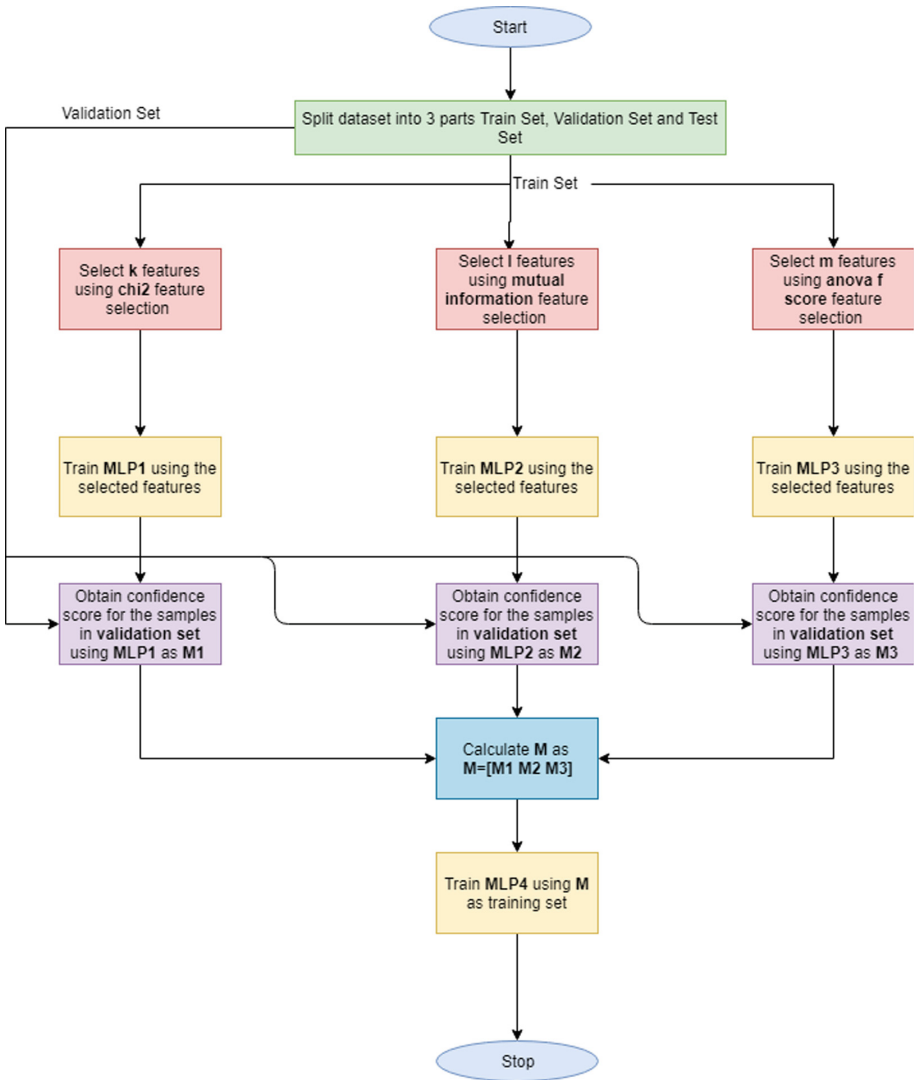 Start
Validation Set
Split dataset into 3 parts Train Set, Validation Set and Test
Set
Train Set
Select k features
using chi2 feature
selection
Select l features
using mutual
information feature
selection
Select m features
using anova f
score feature
selection
Train MLP1 using the
selected features
Train MLP2 using the
selected features
Train MLP3 using the
selected features
Obtain confidence
score for the samples
in validation set
using MLP1 as M1
Obtain confidence
score for the samples
in validation set
using MLP2 as M2
Obtain confidence
score for the samples
in validation set
using MLP3 as M3
Calculate M as
M=[M1 M2 M3]
Train MLP4 using M
as training set
Stop